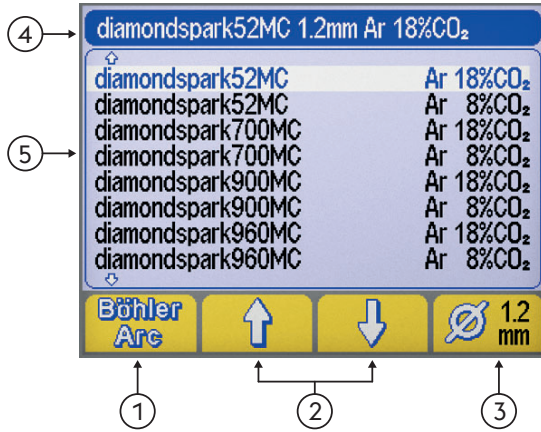 diamondspark52MC 1.2mm Ar 18%CO₂
diamondspark52MC Ar 18%CO₂
diamondspark52MC Ar 8%CO₂
diamondspark700MC Ar 18%CO₂
diamondspark700MC Ar 8%CO₂
diamondspark900MC Ar 18%CO₂
diamondspark900MC Ar 8%CO₂
diamondspark960MC Ar 18%CO₂
diamondspark960MC Ar 8%CO₂
Böhler
Arc
Ø 1.2
mm
4
5
1
2
3